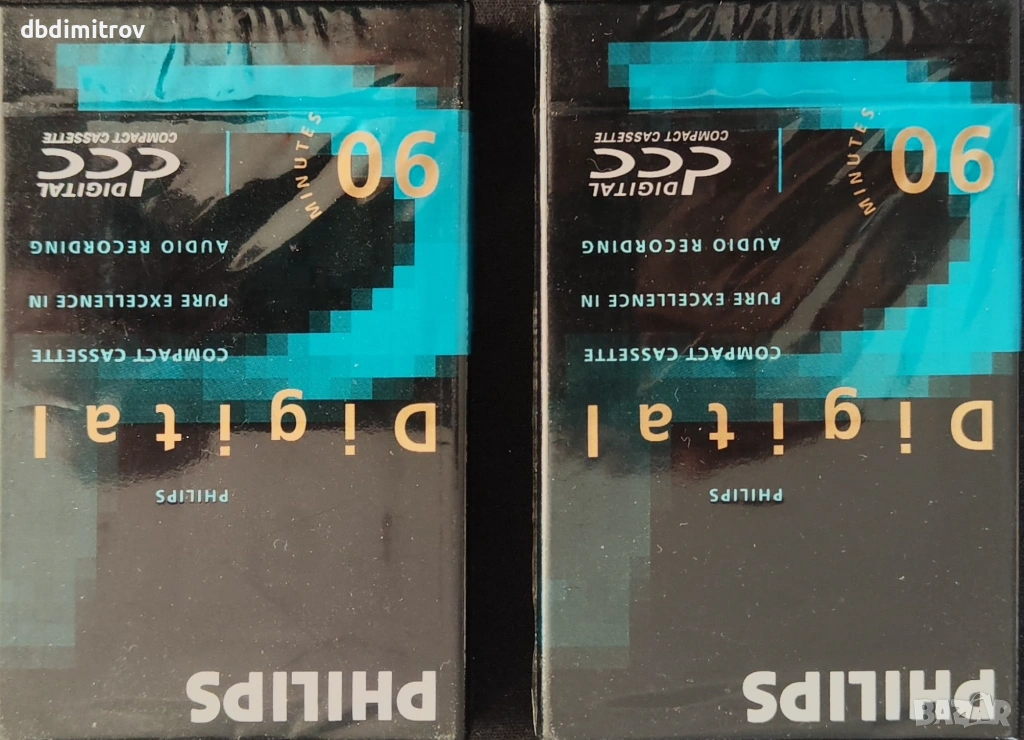 dbdimitrov
PHILIPS
PHILIPS
Digital
COMPACT CASSETTE
PURE EXCELLENCE IN
AUDIO RECORDING
DIGITAL
dcc
COMPACT CASSETTE
90
MINUTES
PHILIPS
PHILIPS
Digital
COMPACT CASSETTE
PURE EXCELLENCE IN
AUDIO RECORDING
DIGITAL
dcc
COMPACT CASSETTE
90
MINUTES
BAZAR